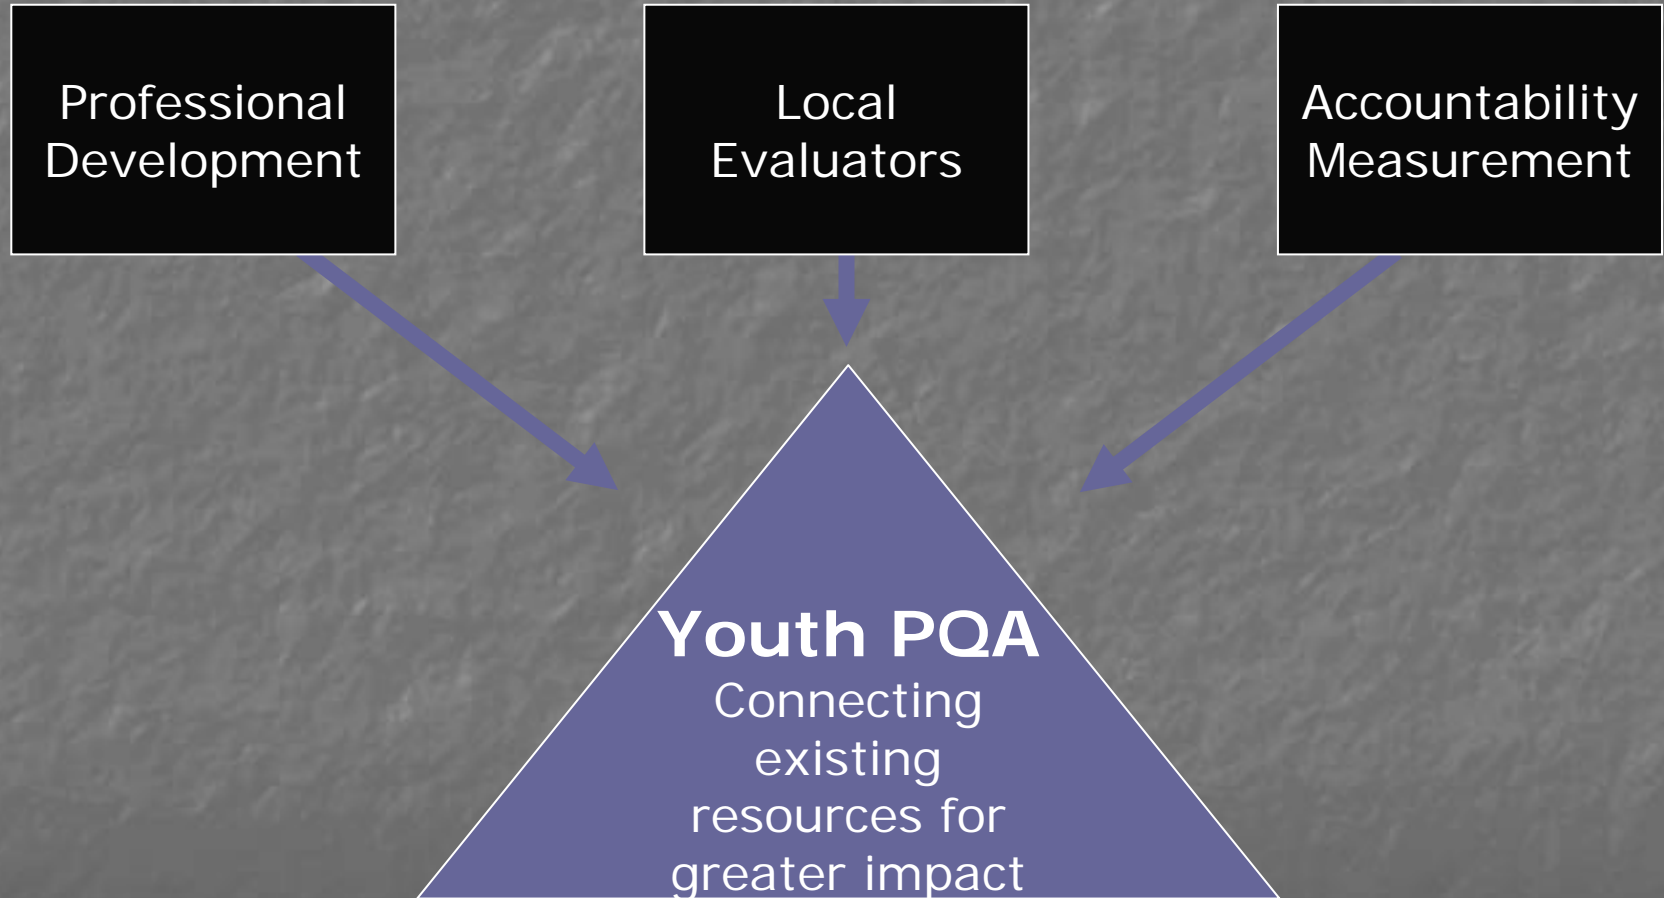 Professional
Development
Local
Evaluators
Accountability
Measurement
Youth PQA
Connecting
existing
resources for
greater impact